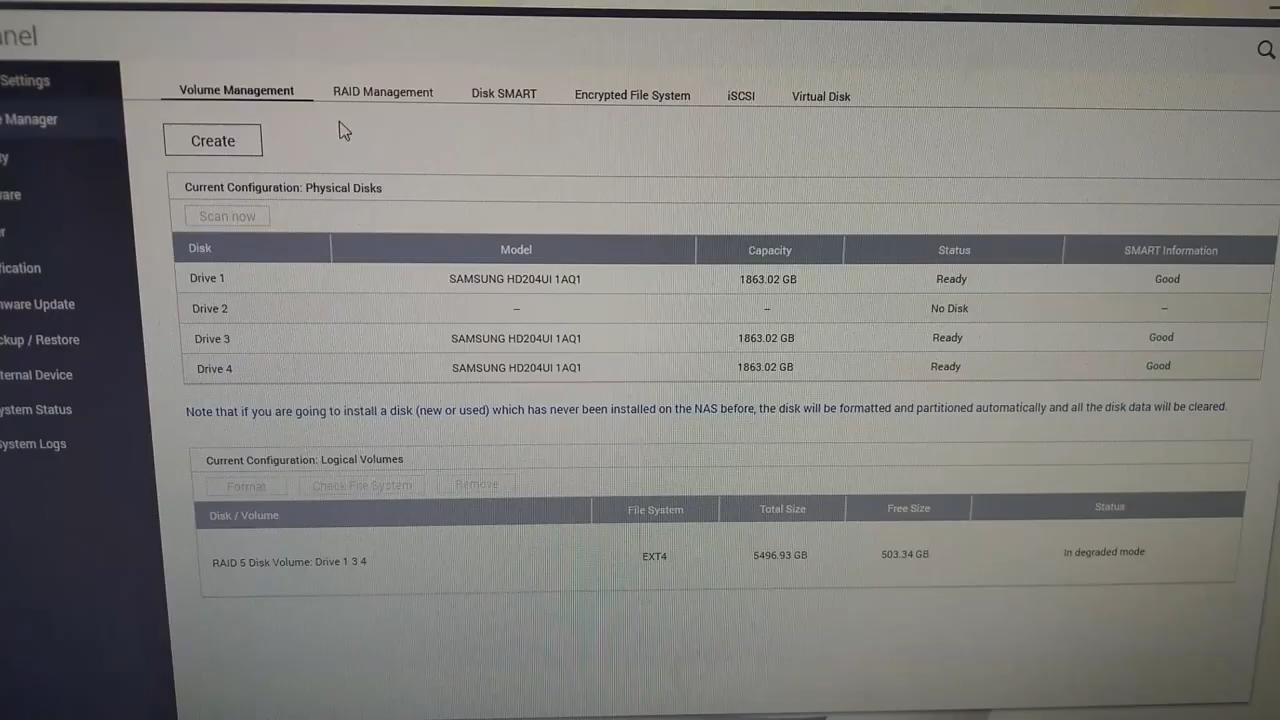 nel
Settings
Manager
Volume Management RAID Management Disk SMART Encrypted File System iSCSI Virtual Disk
Create
Current Configuration: Physical Disks
Scan now
Disk Model Capacity Status SMART Information
Drive 1 SAMSUNG HD204UI 1AQ1 1863.02 GB Ready Good
Drive 2 -- -- No Disk --
Drive 3 SAMSUNG HD204UI 1AQ1 1863.02 GB Ready Good
Drive 4 SAMSUNG HD204UI 1AQ1 1863.02 GB Ready Good
ty
ware
r
fication
mware Update
ckup / Restore
ternal Device
ystem Status
ystem Logs
Note that if you are going to install a disk (new or used) which has never been installed on the NAS before, the disk will be formatted and partitioned automatically and all the disk data will be cleared.
Current Configuration: Logical Volumes
Format Check File System Remove
Disk / Volume File System Total Size Free Size Status
RAID 5 Disk Volume: Drive 1 3 4 EXT4 5496.93 GB 503.34 GB In degraded mode